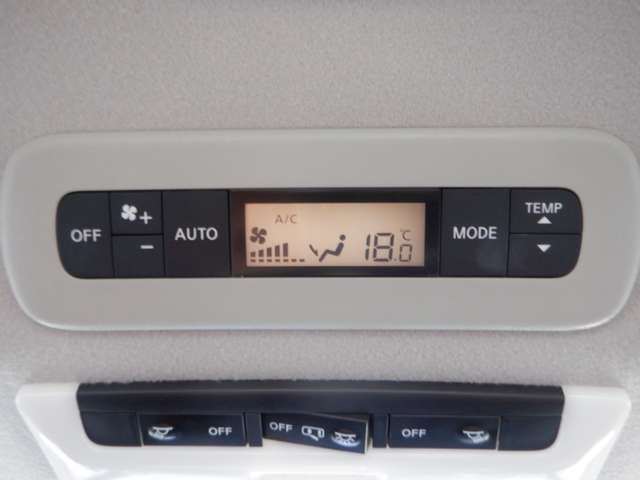 OFF + - AUTO A/C 18.0°C MODE TEMP
OFF OFF OFF